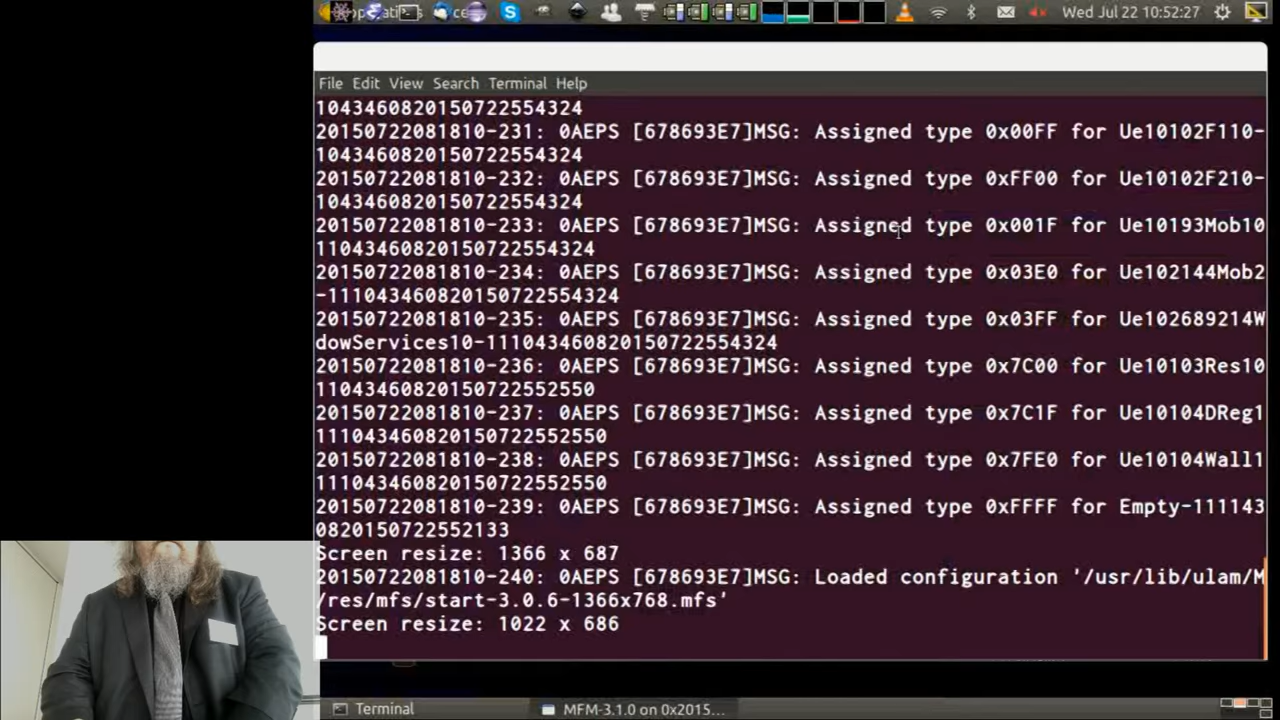 Wed Jul 22 10:52:27
File Edit View Search Terminal Help
10434608201507225​54324
20150722081810-231: 0AEPS [678693E7]MSG: Assigned type 0x00FF for Ue10102F110-
1043460820150722554324
20150722081810-232: 0AEPS [678693E7]MSG: Assigned type 0xFF00 for Ue10102F210-
1043460820150722554324
20150722081810-233: 0AEPS [678693E7]MSG: Assigned type 0x001F for Ue10193Mob10
11043460820150722554324
20150722081810-234: 0AEPS [678693E7]MSG: Assigned type 0x03E0 for Ue102144Mob2
-111043460820150722554324
20150722081810-235: 0AEPS [678693E7]MSG: Assigned type 0x03FF for Ue102689214W
dowServices10-111043460820150722554324
20150722081810-236: 0AEPS [678693E7]MSG: Assigned type 0x7C00 for Ue10103Res10
11043460820150722552550
20150722081810-237: 0AEPS [678693E7]MSG: Assigned type 0x7C1F for Ue10104DReg1
111043460820150722552550
20150722081810-238: 0AEPS [678693E7]MSG: Assigned type 0x7FE0 for Ue10104Wall1
111043460820150722552550
20150722081810-239: 0AEPS [678693E7]MSG: Assigned type 0xFFFF for Empty-111143
0820150722552133
Screen resize: 1366 x 687
20150722081810-240: 0AEPS [678693E7]MSG: Loaded configuration '/usr/lib/ulam/M
/res/mfs/start-3.0.6-1366x768.mfs'
Screen resize: 1022 x 686
Terminal
MFM-3.1.0 on 0x2015...